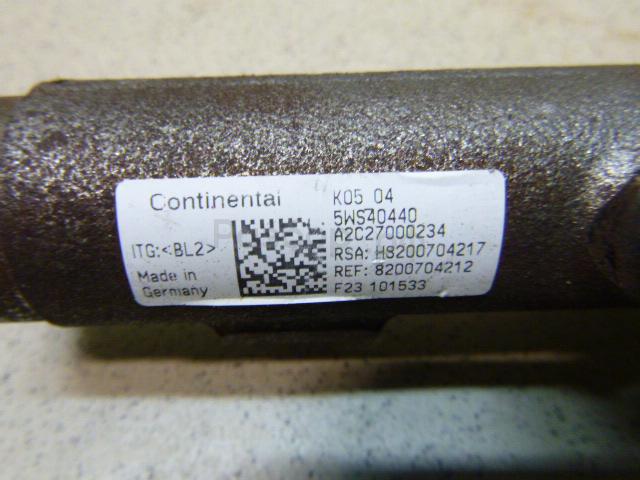 Continental
ITG:<BL2>
Made in
Germany
K05 04
5WS40440
A2C27000234
RSA: H8200704217
REF: 8200704212
F23 101533